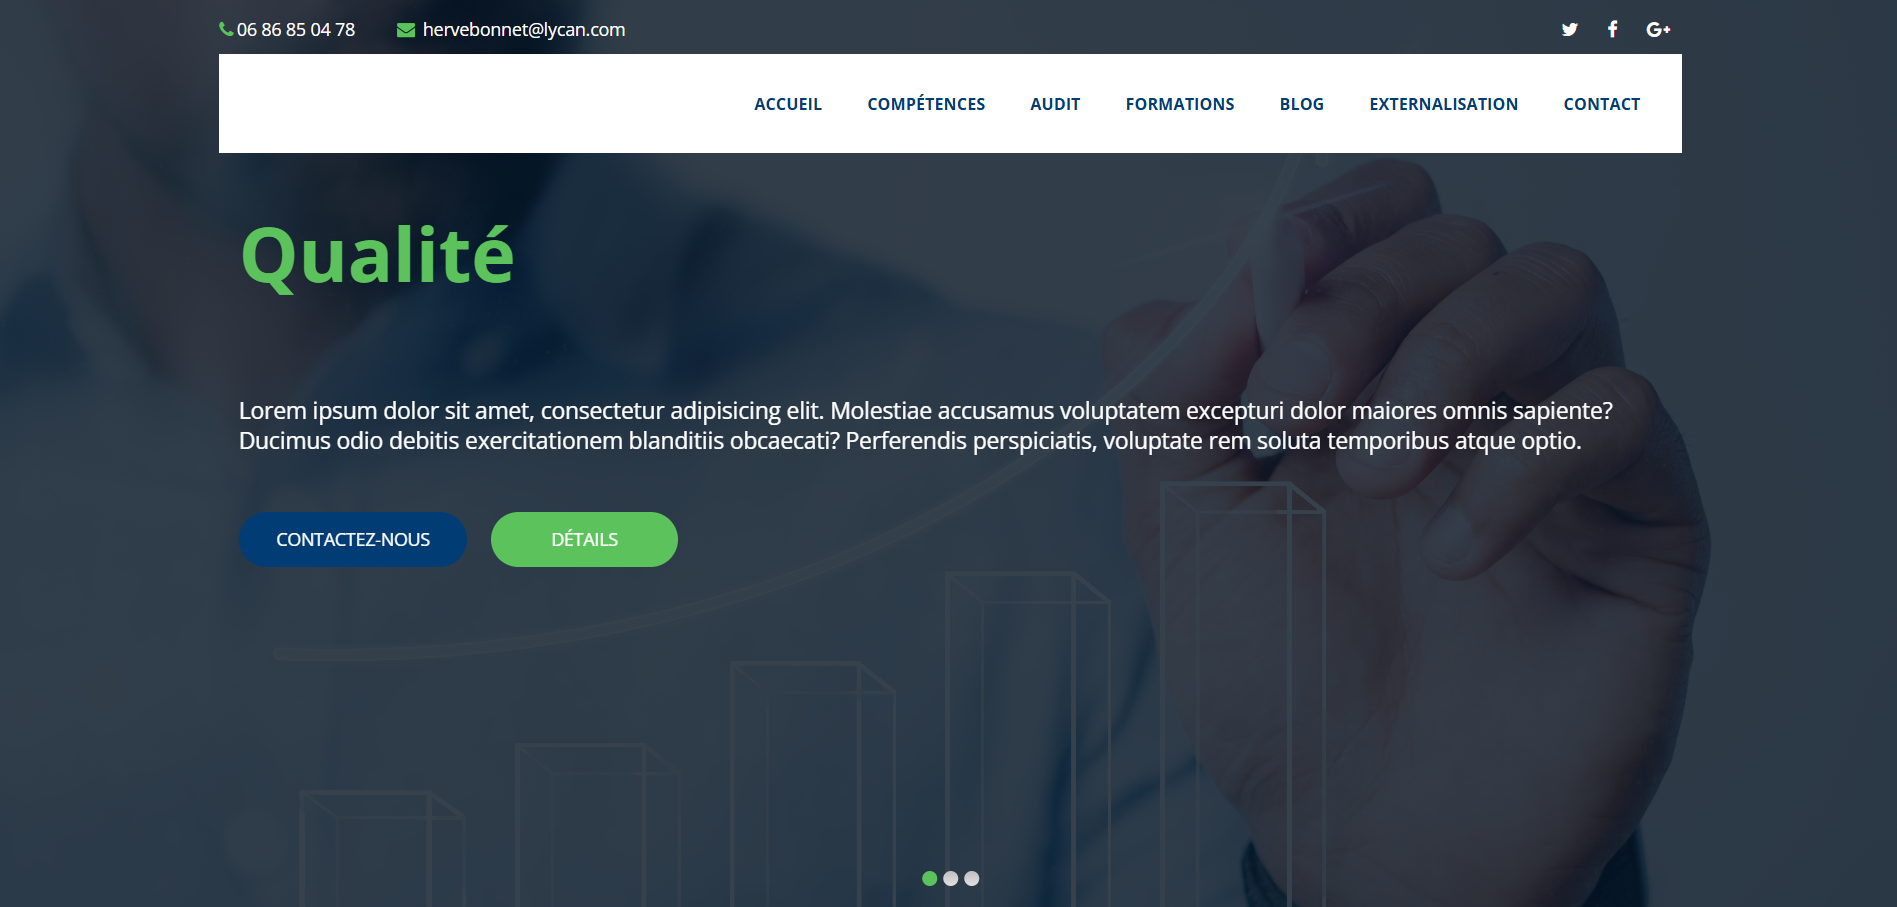 06 86 85 04 78
hervebonnet@lycan.com
ACCUEIL
COMPÉTENCES
AUDIT
FORMATIONS
BLOG
EXTERNALISATION
CONTACT
Qualité
Lorem ipsum dolor sit amet, consectetur adipisicing elit. Molestiae accusamus voluptatem excepturi dolor maiores omnis sapiente?
Ducimus odio debitis exercitationem blanditiis obcaecati? Perferendis perspiciatis, voluptate rem soluta temporibus atque optio.
CONTACTEZ-NOUS
DÉTAILS